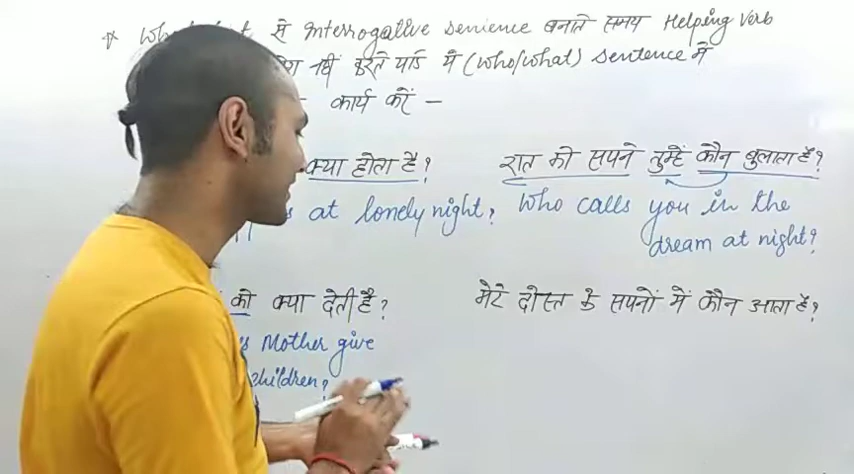 से Interrogative senience बनाते समय Helping Verb
नहीं करते यदि ये (who/what) sentence में
कार्य करें -
क्या होता है?
at lonely night?
रात को सपने तुम्हें कौन बुलाता है?
who calls you in the
dream at night?
को क्या देती है?
Mother give
children?
मेरे दोस्त के सपनों में कौन आता है?